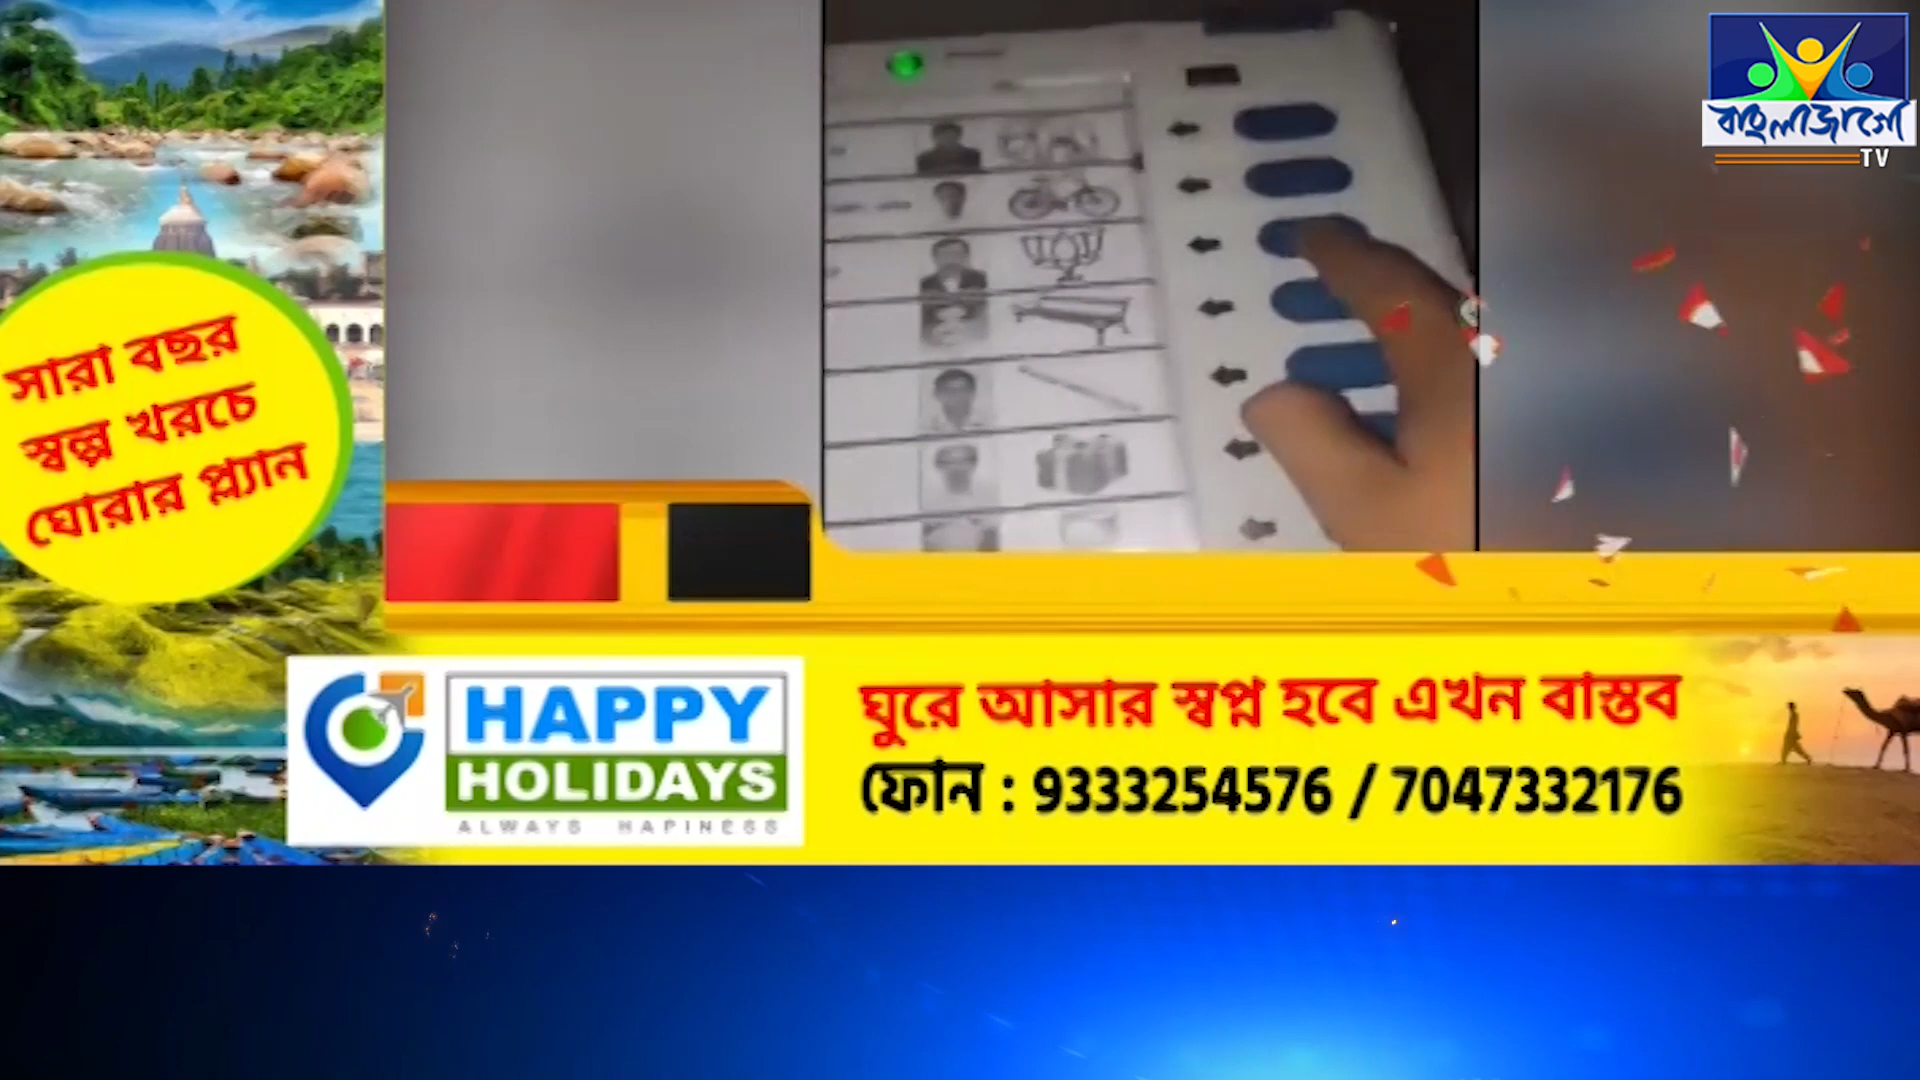 বাংলাজাগো
TV
সারা বছর
স্বল্প খরচে
ঘোরার প্ল্যান
HAPPY
HOLIDAYS
ALWAYS HAPINESS
ঘুরে আসার স্বপ্ন হবে এখন বাস্তব
ফোন : 9333254576 / 7047332176